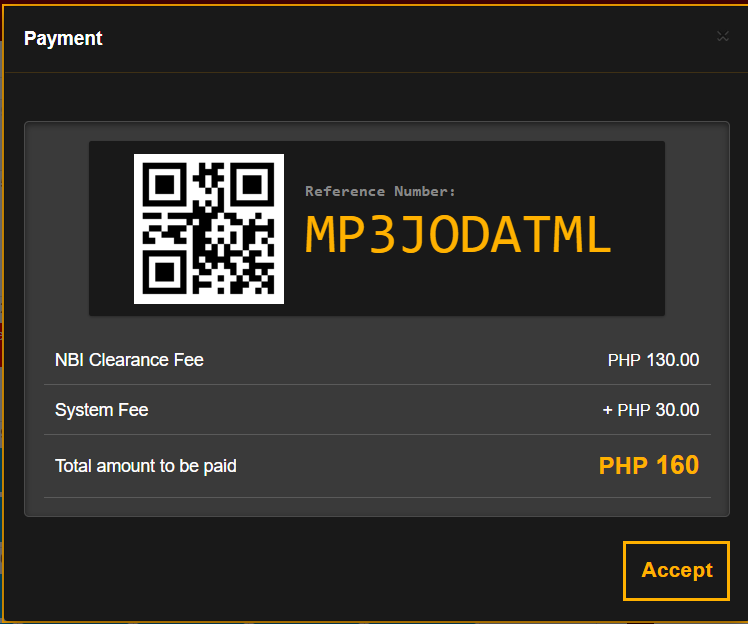 Payment
Reference Number:
MP3JODATML
NBI Clearance Fee PHP 130.00
System Fee + PHP 30.00
Total amount to be paid PHP 160
Accept